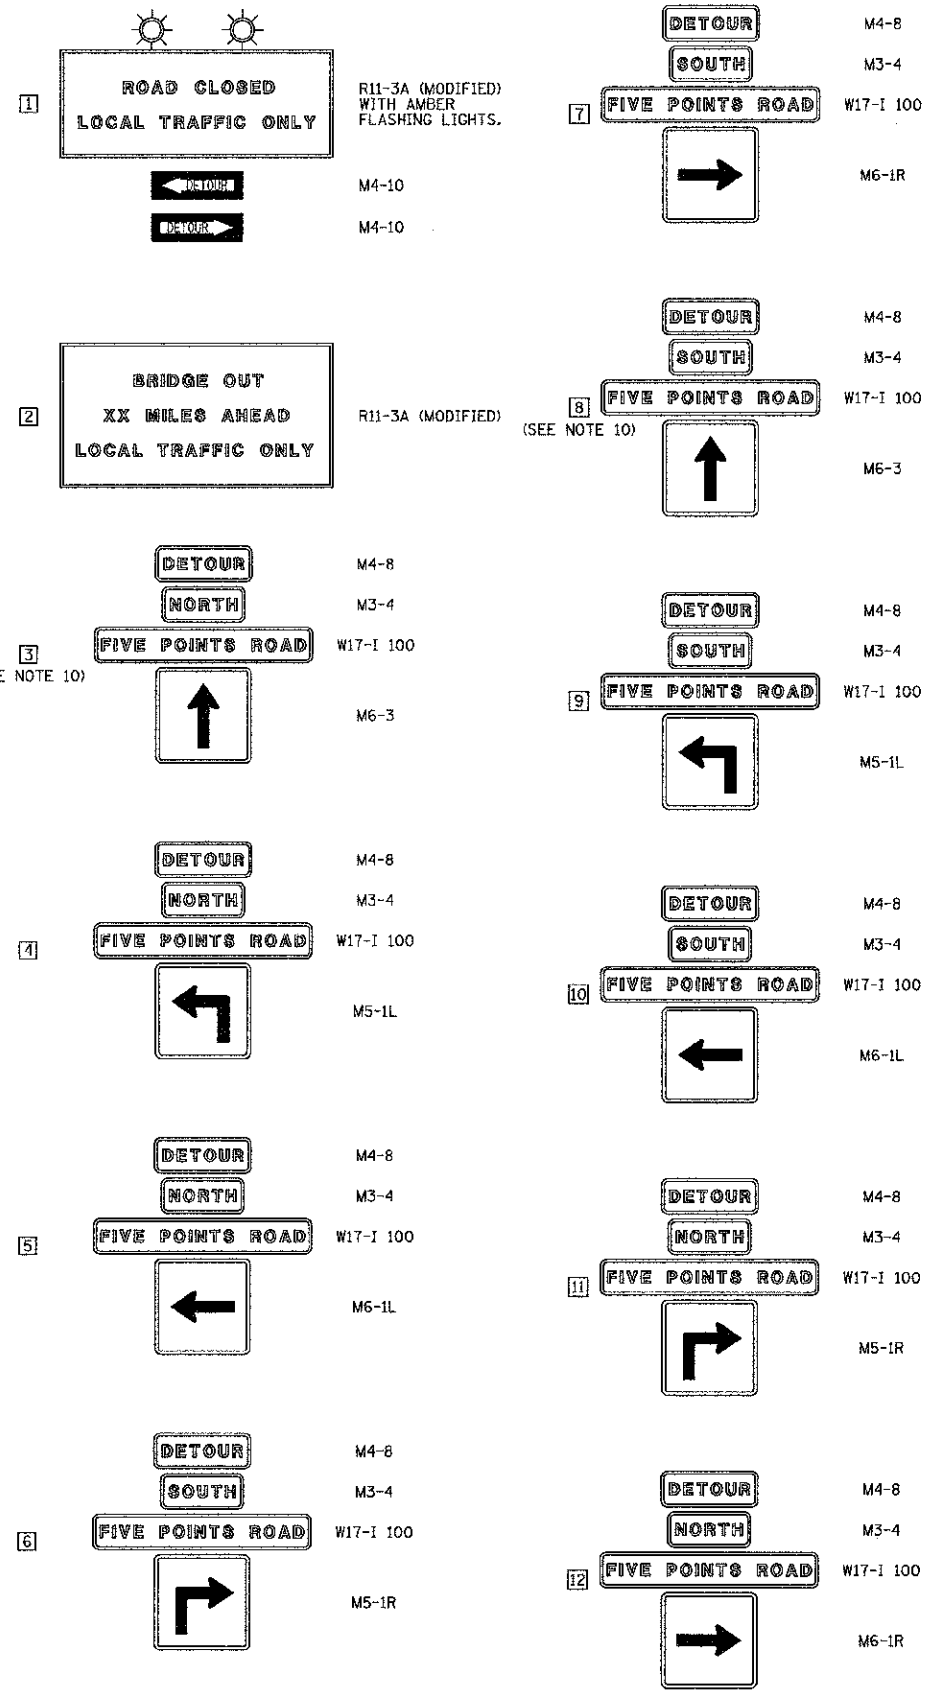 1
ROAD CLOSED
LOCAL TRAFFIC ONLY
R11-3A (MODIFIED)
WITH AMBER
FLASHING LIGHTS.
DETOUR
M4-10
DETOUR
M4-10
2
BRIDGE OUT
XX MILES AHEAD
LOCAL TRAFFIC ONLY
R11-3A (MODIFIED)
DETOUR
M4-8
NORTH
M3-4
3
FIVE POINTS ROAD
W17-I 100
E NOTE 10)
M6-3
DETOUR
M4-8
NORTH
M3-4
4
FIVE POINTS ROAD
W17-I 100
M5-1L
DETOUR
M4-8
NORTH
M3-4
5
FIVE POINTS ROAD
W17-I 100
M6-1L
DETOUR
M4-8
SOUTH
M3-4
6
FIVE POINTS ROAD
W17-I 100
M5-1R
DETOUR
M4-8
SOUTH
M3-4
7
FIVE POINTS ROAD
W17-I 100
M6-1R
DETOUR
M4-8
SOUTH
M3-4
8
FIVE POINTS ROAD
W17-I 100
(SEE NOTE 10)
M6-3
DETOUR
M4-8
SOUTH
M3-4
9
FIVE POINTS ROAD
W17-I 100
M5-1L
DETOUR
M4-8
SOUTH
M3-4
10
FIVE POINTS ROAD
W17-I 100
M6-1L
DETOUR
M4-8
NORTH
M3-4
11
FIVE POINTS ROAD
W17-I 100
M5-1R
DETOUR
M4-8
NORTH
M3-4
12
FIVE POINTS ROAD
W17-I 100
M6-1R